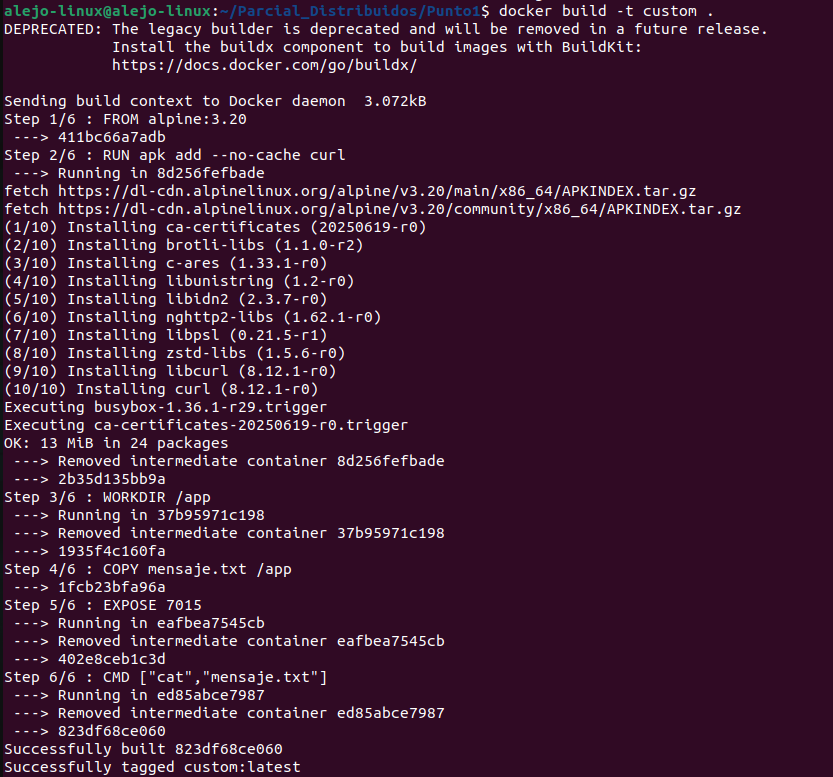 alejo-linux@alejo-linux:~/Parcial_Distribuidos/Punto1$ docker build -t custom .
DEPRECATED: The legacy builder is deprecated and will be removed in a future release.
            Install the buildx component to build images with BuildKit:
            https://docs.docker.com/go/buildx/

Sending build context to Docker daemon  3.072kB
Step 1/6 : FROM alpine:3.20
 ---> 411bc66a7adb
Step 2/6 : RUN apk add --no-cache curl
 ---> Running in 8d256fefbade
fetch https://dl-cdn.alpinelinux.org/alpine/v3.20/main/x86_64/APKINDEX.tar.gz
fetch https://dl-cdn.alpinelinux.org/alpine/v3.20/community/x86_64/APKINDEX.tar.gz
(1/10) Installing ca-certificates (20250619-r0)
(2/10) Installing brotli-libs (1.1.0-r2)
(3/10) Installing c-ares (1.33.1-r0)
(4/10) Installing libunistring (1.2-r0)
(5/10) Installing libidn2 (2.3.7-r0)
(6/10) Installing nghttp2-libs (1.62.1-r0)
(7/10) Installing libpsl (0.21.5-r1)
(8/10) Installing zstd-libs (1.5.6-r0)
(9/10) Installing libcurl (8.12.1-r0)
(10/10) Installing curl (8.12.1-r0)
Executing busybox-1.36.1-r29.trigger
Executing ca-certificates-20250619-r0.trigger
OK: 13 MiB in 24 packages
 ---> Removed intermediate container 8d256fefbade
 ---> 2b35d135bb9a
Step 3/6 : WORKDIR /app
 ---> Running in 37b95971c198
 ---> Removed intermediate container 37b95971c198
 ---> 1935f4c160fa
Step 4/6 : COPY mensaje.txt /app
 ---> 1fcb23bfa96a
Step 5/6 : EXPOSE 7015
 ---> Running in eafbea7545cb
 ---> Removed intermediate container eafbea7545cb
 ---> 402e8ceb1c3d
Step 6/6 : CMD ["cat","mensaje.txt"]
 ---> Running in ed85abce7987
 ---> Removed intermediate container ed85abce7987
 ---> 823df68ce060
Successfully built 823df68ce060
Successfully tagged custom:latest